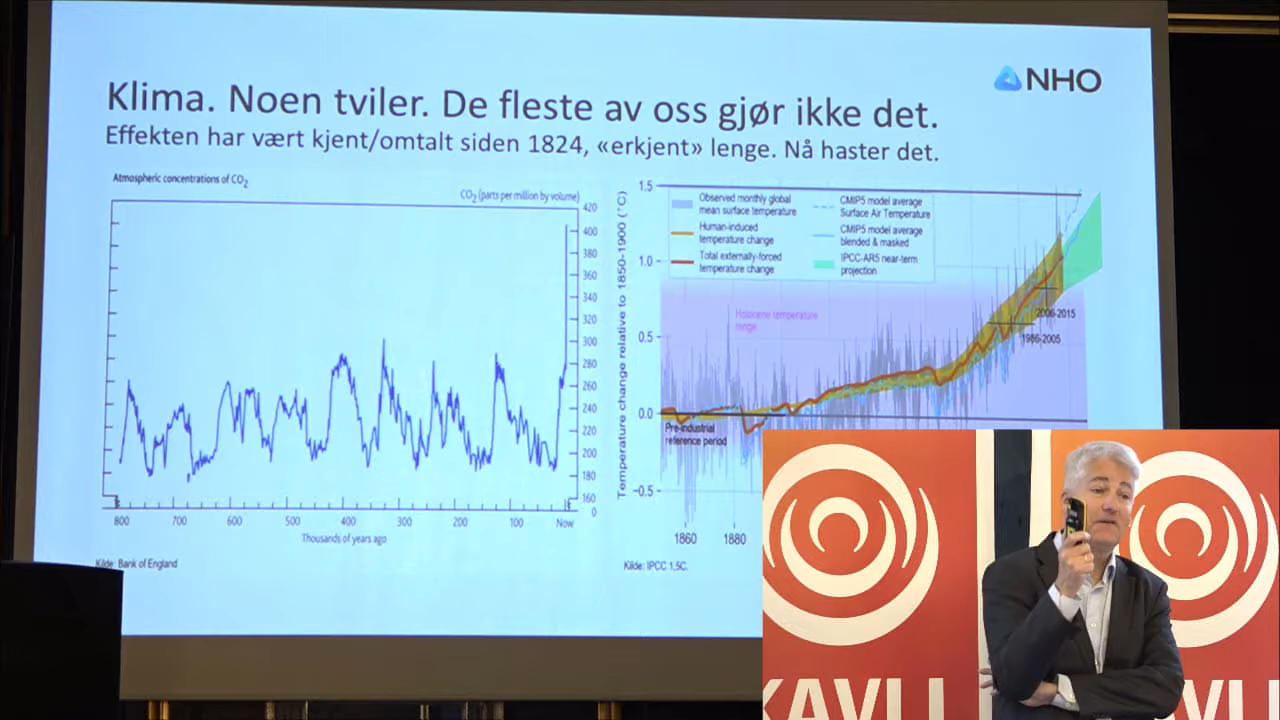 NHO
Klima. Noen tviler. De fleste av oss gjør ikke det.
Effekten har vært kjent/omtalt siden 1824, «erkjent» lenge. Nå haster det.
Atmospheric concentrations of CO2
CO2 (parts per million by volume)
420
400
380
360
340
320
300
280
260
240
220
200
180
160
0
800
700
600
500
400
300
200
100
Now
Thousands of years ago
Kilde: Bank of England
Temperature change relative to 1850-1900 (°C)
1.5
1.0
0.5
0.0
−0.5
Observed monthly global
mean surface temperature
Human-induced
temperature change
Total externally-forced
temperature change
CMIP5 model average
Surface Air Temperature
CMIP5 model average
blended & masked
IPCC-AR5 near-term
projection
Holocene temperature
range
2006-2015
1986-2005
Pre-industrial
reference period
1860
1880
Kilde: IPCC 1,5C.
KAVLI